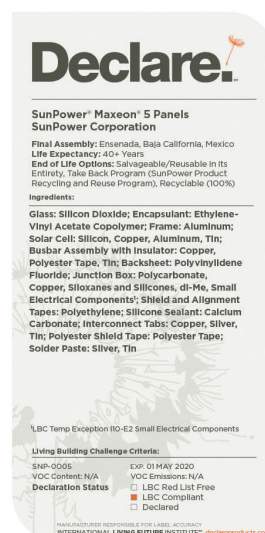 Declare.
SunPower® Maxeon® 5 Panels
SunPower Corporation
Final Assembly: Ensenada, Baja California, Mexico
Life Expectancy: 40+ Years
End of Life Options: Salvageable/Reusable in its
Entirety, Take Back Program (SunPower Product
Recycling and Reuse Program), Recyclable (100%)
Ingredients:
Glass: Silicon Dioxide; Encapsulant: Ethylene-
Vinyl Acetate Copolymer; Frame: Aluminum;
Solar Cell: Silicon, Copper, Aluminum, Tin;
Busbar Assembly with Insulator: Copper,
Polyester Tape, Tin; Backsheet: Polyvinylidene
Fluoride; Junction Box: Polycarbonate,
Copper, Siloxanes and Silicones, di-Me, Small
Electrical Components¹; Shield and Alignment
Tapes: Polyethylene; Silicone Sealant: Calcium
Carbonate; Interconnect Tabs: Copper, Silver,
Tin; Polyester Shield Tape: Polyester Tape;
Solder Paste: Silver, Tin
¹LBC Temp Exception I10-E2 Small Electrical Components
Living Building Challenge Criteria:
SNP-0005 EXP. 01 MAY 2020
VOC Content: N/A VOC Emissions: N/A
Declaration Status LBC Red List Free
LBC Compliant
Declared
MANUFACTURER RESPONSIBLE FOR LABEL ACCURACY
INTERNATIONAL LIVING FUTURE INSTITUTE℠